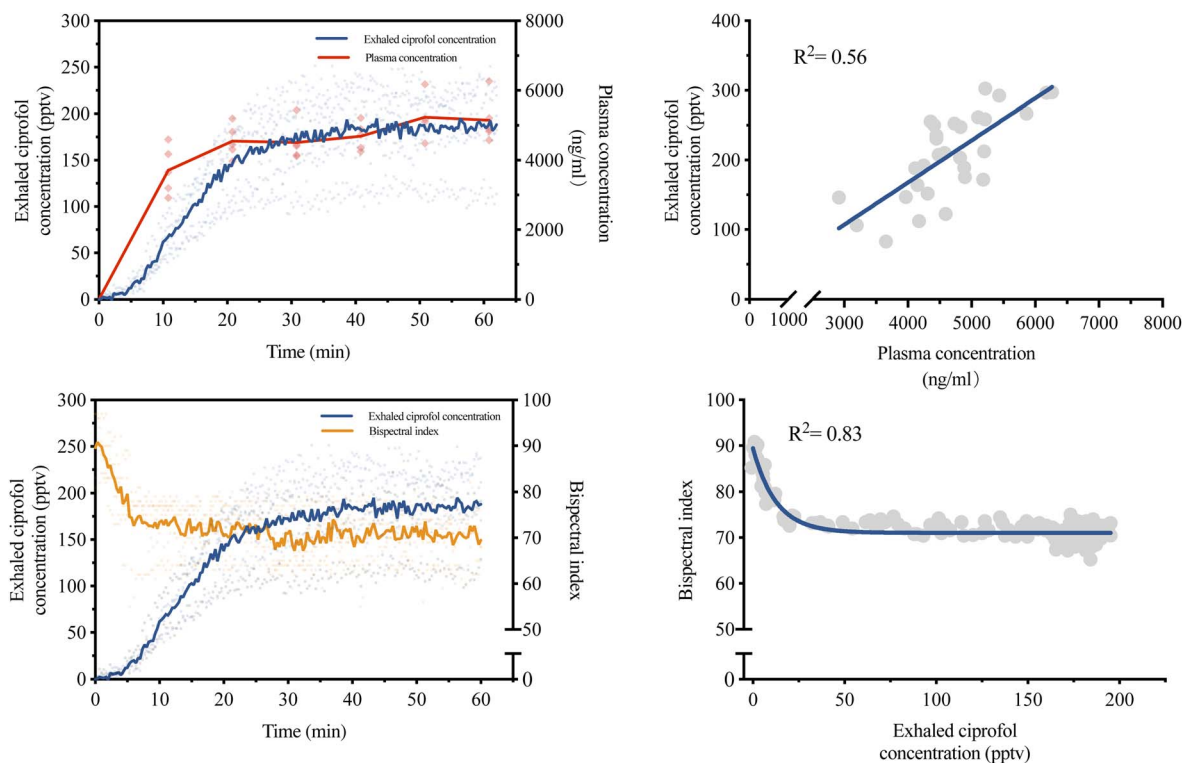 300
250
200
150
100
50
0
Exhaled ciprofol
concentration (pptv)
Exhaled ciprofol concentration
Plasma concentration
8000
6000
4000
2000
0
Plasma concentration
(ng/ml)
0 10 20 30 40 50 60
Time (min)
400
300
200
100
0
Exhaled ciprofol
concentration (pptv)
R²= 0.56
0 1000 3000 4000 5000 6000 7000 8000
Plasma concentration
(ng/ml)
300
250
200
150
100
50
0
Exhaled ciprofol
concentration (pptv)
Exhaled ciprofol concentration
Bispectral index
100
90
80
70
60
50
0
Bispectral index
0 10 20 30 40 50 60
Time (min)
100
90
80
70
60
50
0
Bispectral index
R²= 0.83
0 50 100 150 200
Exhaled ciprofol
concentration (pptv)